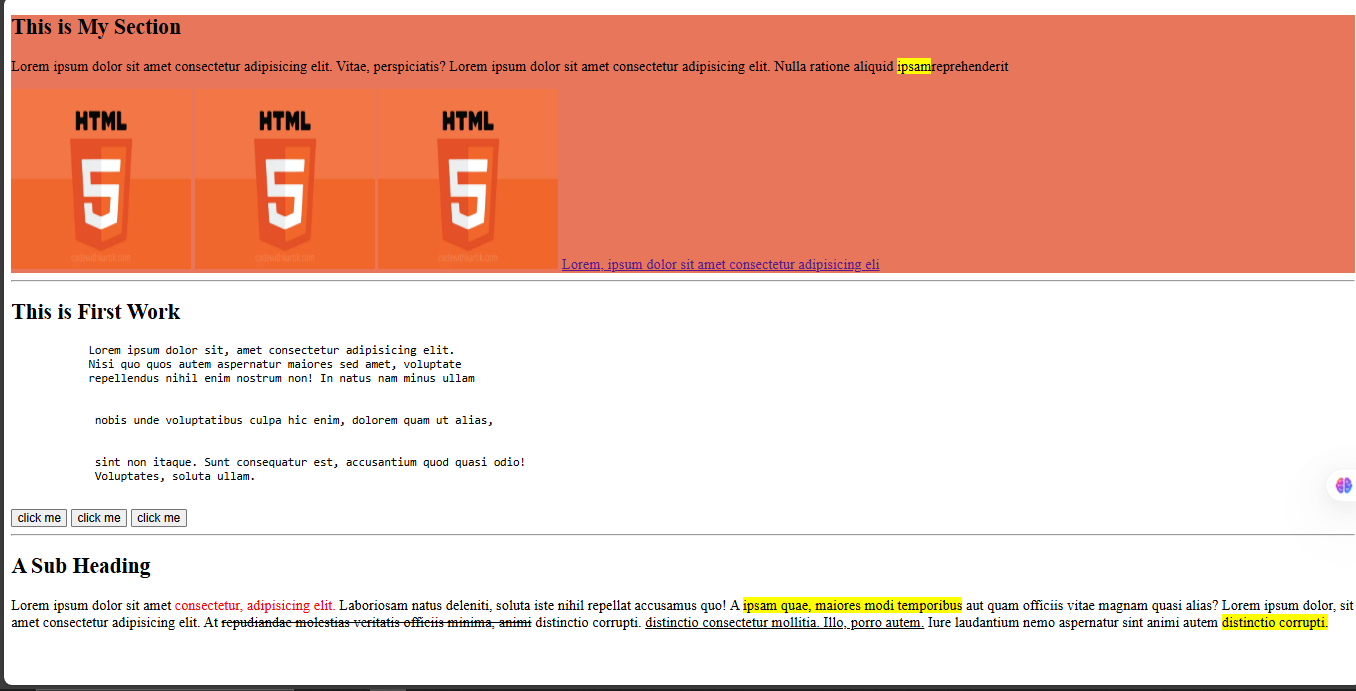 This is My Section
Lorem ipsum dolor sit amet consectetur adipisicing elit. Vitae, perspiciatis? Lorem ipsum dolor sit amet consectetur adipisicing elit. Nulla ratione aliquid ipsamreprehenderit
HTML HTML HTML
5 5 5
Lorem, ipsum dolor sit amet consectetur adipisicing eli
This is First Work
Lorem ipsum dolor sit, amet consectetur adipisicing elit.
Nisi quo quos autem aspernatur maiores sed amet, voluptate
repellendus nihil enim nostrum non! In natus nam minus ullam
nobis unde voluptatibus culpa hic enim, dolorem quam ut alias,
sint non itaque. Sunt consequatur est, accusantium quod quasi odio!
Voluptates, soluta ullam.
click me click me click me
A Sub Heading
Lorem ipsum dolor sit amet consectetur, adipisicing elit. Laboriosam natus deleniti, soluta iste nihil repellat accusamus quo! A ipsam quae, maiores modi temporibus aut quam officiis vitae magnam quasi alias? Lorem ipsum dolor, sit
amet consectetur adipisicing elit. At repudiandae molestias veritatis officiis minima, animi distinctio corrupti. distinctio consectetur mollitia. Illo, porro autem. Iure laudantium nemo aspernatur sint animi autem distinctio corrupti.